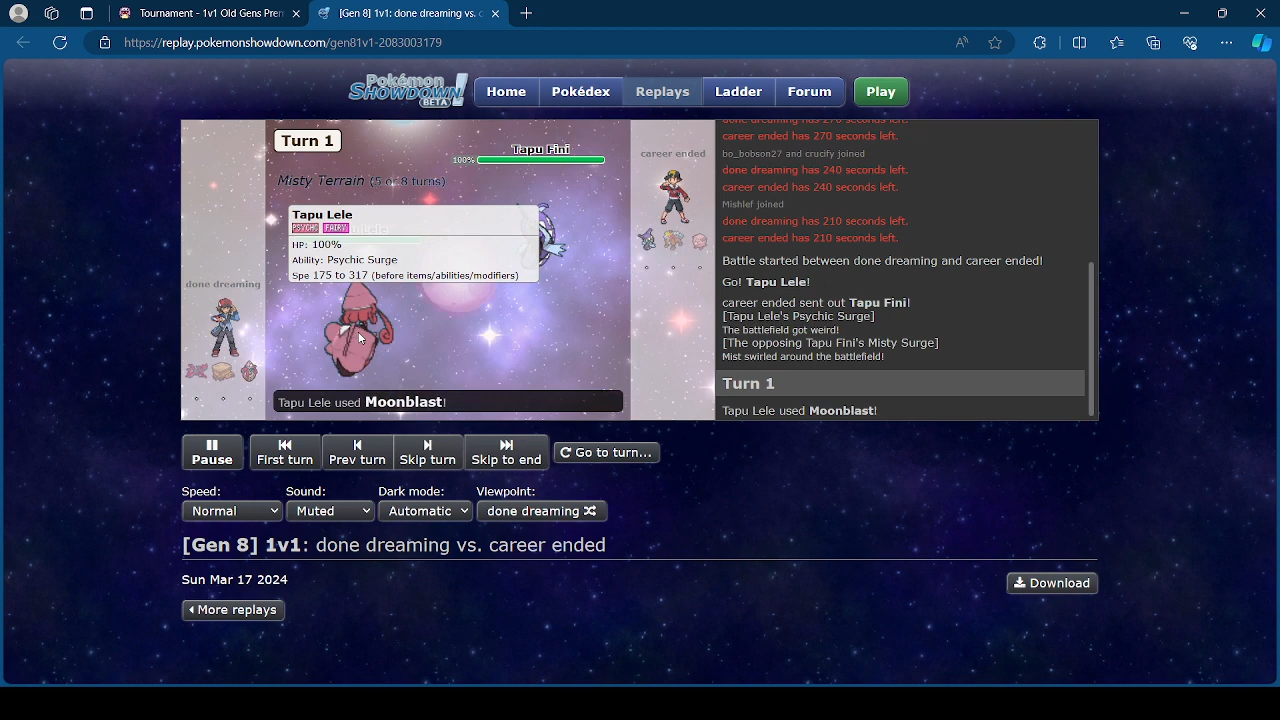 Tournament - 1v1 Old Gens Prem
[Gen 8] 1v1: done dreaming vs. c
https://replay.pokemonshowdown.com/gen81v1-2083003179
Pokémon SHOWDOWN! BETA
Home
Pokédex
Replays
Ladder
Forum
Play
Turn 1
Tapu Fini
100%
Misty Terrain (5 or 8 turns)
Tapu Lele
PSYCHC FAIRY
HP: 100%
Ability: Psychic Surge
Spe 175 to 317 (before items/abilities/modifiers)
done dreaming
career ended
Tapu Lele used Moonblast!
career ended has 270 seconds left.
bo_bobson27 and crucify joined
done dreaming has 240 seconds left.
career ended has 240 seconds left.
Mishlef joined
done dreaming has 210 seconds left.
career ended has 210 seconds left.
Battle started between done dreaming and career ended!
Go! Tapu Lele!
career ended sent out Tapu Fini!
[Tapu Lele's Psychic Surge]
The battlefield got weird!
[The opposing Tapu Fini's Misty Surge]
Mist swirled around the battlefield!
Turn 1
Tapu Lele used Moonblast!
Pause
First turn
Prev turn
Skip turn
Skip to end
Go to turn...
Speed:
Sound:
Dark mode:
Viewpoint:
Normal
Muted
Automatic
done dreaming
[Gen 8] 1v1: done dreaming vs. career ended
Sun Mar 17 2024
Download
More replays